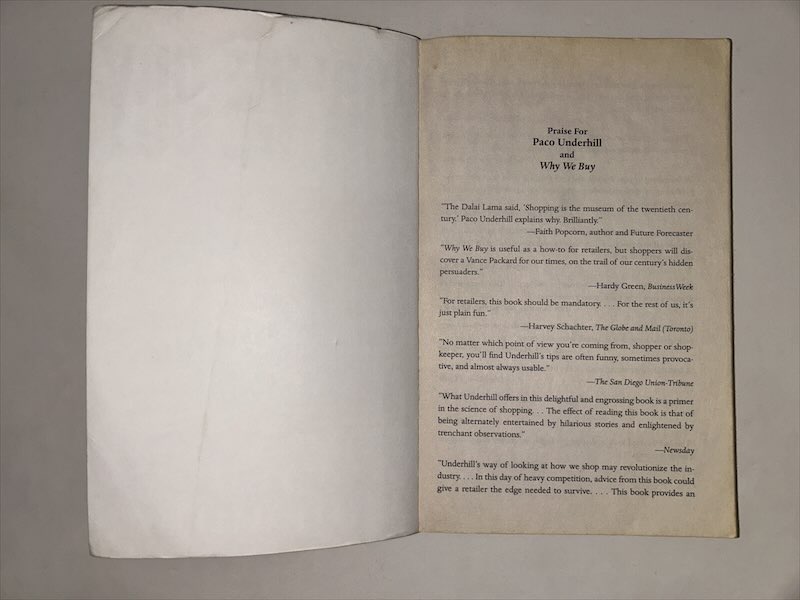 Praise For
Paco Underhill
and
Why We Buy
"The Dalai Lama said, 'Shopping is the museum of the twentieth cen-
tury.' Paco Underhill explains why. Brilliantly."
—Faith Popcorn, author and Future Forecaster
"Why We Buy is useful as a how-to for retailers, but shoppers will dis-
cover a Vance Packard for our times, on the trail of our century's hidden
persuaders."
—Hardy Green, BusinessWeek
"For retailers, this book should be mandatory. . . . For the rest of us, it's
just plain fun."
—Harvey Schachter, The Globe and Mail (Toronto)
"No matter which point of view you're coming from, shopper or shop-
keeper, you'll find Underhill's tips are often funny, sometimes provoca-
tive, and almost always usable."
—The San Diego Union-Tribune
"What Underhill offers in this delightful and engrossing book is a primer
in the science of shopping. . . The effect of reading this book is that of
being alternately entertained by hilarious stories and enlightened by
trenchant observations."
—Newsday
"Underhill's way of looking at how we shop may revolutionize the in-
dustry. . . . In this day of heavy competition, advice from this book could
give a retailer the edge needed to survive. . . . This book provides an